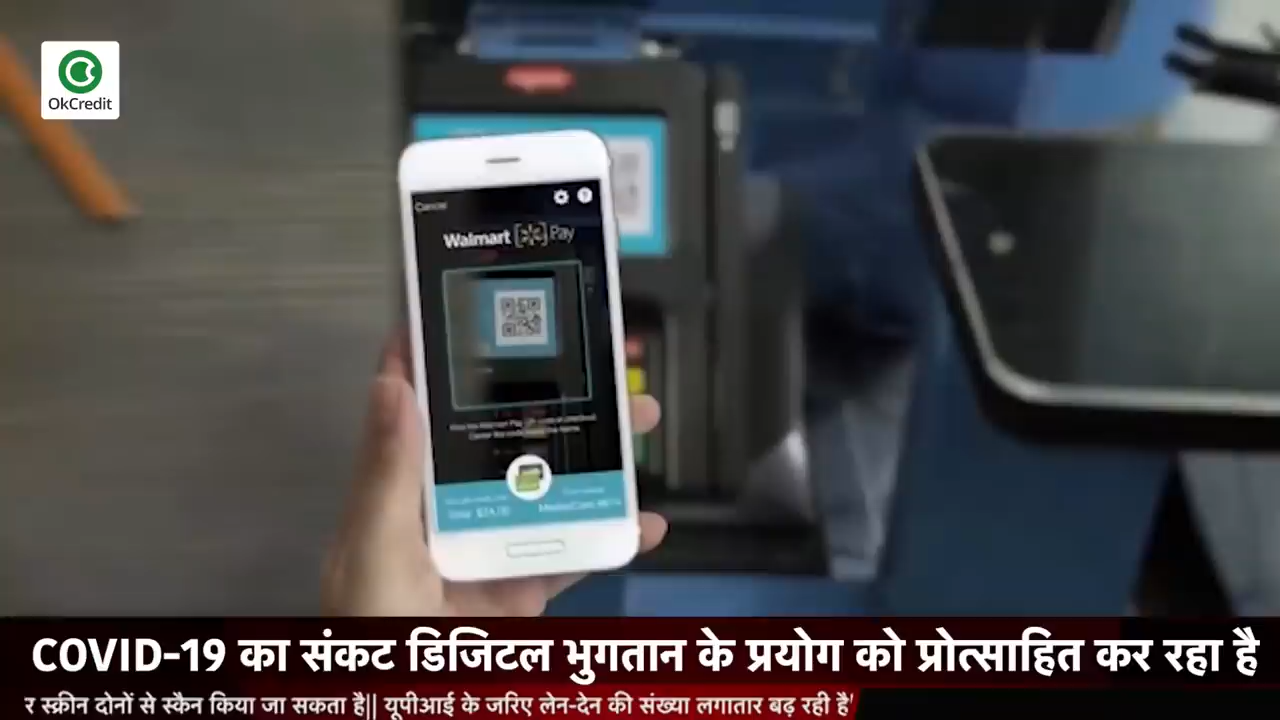 OkCredit
Cancel
Walmart Pay
COVID-19 का संकट डिजिटल भुगतान के प्रयोग को प्रोत्साहित कर रहा है
र स्क्रीन दोनों से स्कैन किया जा सकता है|| यूपीआई के जरिए लेन-देन की संख्या लगातार बढ़ रही है'